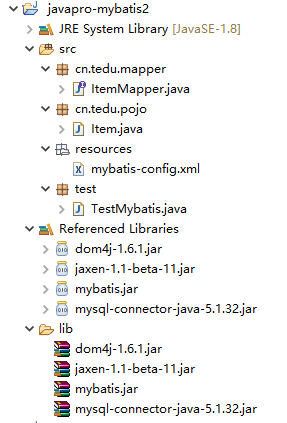 javapro-mybatis2
JRE System Library [JavaSE-1.8]
src
cn.tedu.mapper
ItemMapper.java
cn.tedu.pojo
Item.java
resources
mybatis-config.xml
test
TestMybatis.java
Referenced Libraries
dom4j-1.6.1.jar
jaxen-1.1-beta-11.jar
mybatis.jar
mysql-connector-java-5.1.32.jar
lib
dom4j-1.6.1.jar
jaxen-1.1-beta-11.jar
mybatis.jar
mysql-connector-java-5.1.32.jar